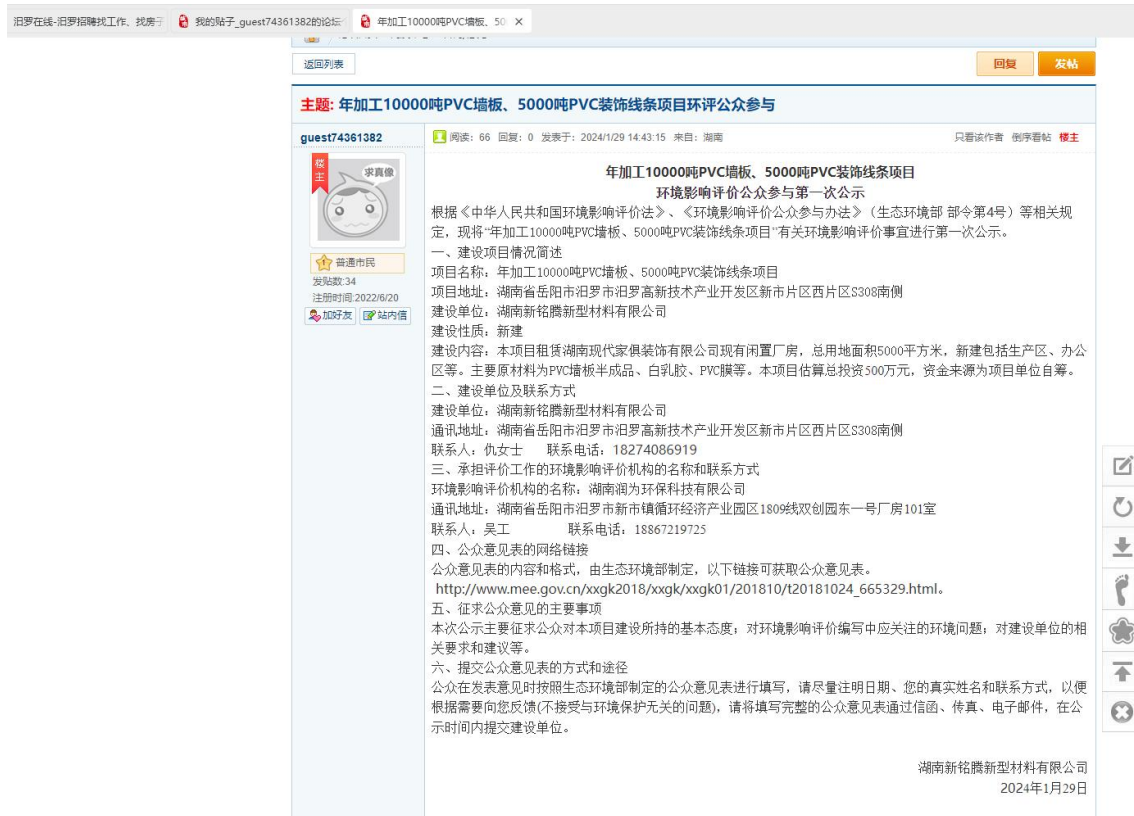 汨罗在线-汨罗招聘找工作、找房子
我的贴子_guest74361382的论坛
年加工10000吨PVC墙板、50
返回列表
回复
发帖
主题: 年加工10000吨PVC墙板、5000吨PVC装饰线条项目环评公众参与
guest74361382
阅读: 66 回复: 0 发表于: 2024/1/29 14:43:15 来自: 湖南
只看该作者 倒序看帖 楼主
楼主
求真像
普通市民
发贴数:34
注册时间:2022/6/20
加好友 站内信
年加工10000吨PVC墙板、5000吨PVC装饰线条项目
环境影响评价公众参与第一次公示
根据《中华人民共和国环境影响评价法》、《环境影响评价公众参与办法》（生态环境部 部令第4号）等相关规
定，现将“年加工10000吨PVC墙板、5000吨PVC装饰线条项目”有关环境影响评价事宜进行第一次公示。
一、建设项目情况简述
项目名称：年加工10000吨PVC墙板、5000吨PVC装饰线条项目
项目地址：湖南省岳阳市汨罗市汨罗高新技术产业开发区新市片区西片区S308南侧
建设单位：湖南新铭腾新型材料有限公司
建设性质：新建
建设内容：本项目租赁湖南现代家俱装饰有限公司现有闲置厂房，总用地面积5000平方米，新建包括生产区、办公
区等。主要原材料为PVC墙板半成品、白乳胶、PVC膜等。本项目估算总投资500万元，资金来源为项目单位自筹。
二、建设单位及联系方式
建设单位：湖南新铭腾新型材料有限公司
通讯地址：湖南省岳阳市汨罗市汨罗高新技术产业开发区新市片区西片区S308南侧
联系人：仇女士 联系电话：18274086919
三、承担评价工作的环境影响评价机构的名称和联系方式
环境影响评价机构的名称：湖南润为环保科技有限公司
通讯地址：湖南省岳阳市汨罗市新市镇循环经济产业园区1809线双创园东一号厂房101室
联系人：吴工 联系电话：18867219725
四、公众意见表的网络链接
公众意见表的内容和格式，由生态环境部制定，以下链接可获取公众意见表。
http://www.mee.gov.cn/xxgk2018/xxgk/xxgk01/201810/t20181024_665329.html。
五、征求公众意见的主要事项
本次公示主要征求公众对本项目建设所持的基本态度；对环境影响评价编写中应关注的环境问题；对建设单位的相
关要求和建议等。
六、提交公众意见表的方式和途径
公众在发表意见时按照生态环境部制定的公众意见表进行填写，请尽量注明日期、您的真实姓名和联系方式，以便
根据需要向您反馈(不接受与环境保护无关的问题)，请将填写完整的公众意见表通过信函、传真、电子邮件，在公
示时间内提交建设单位。
湖南新铭腾新型材料有限公司
2024年1月29日